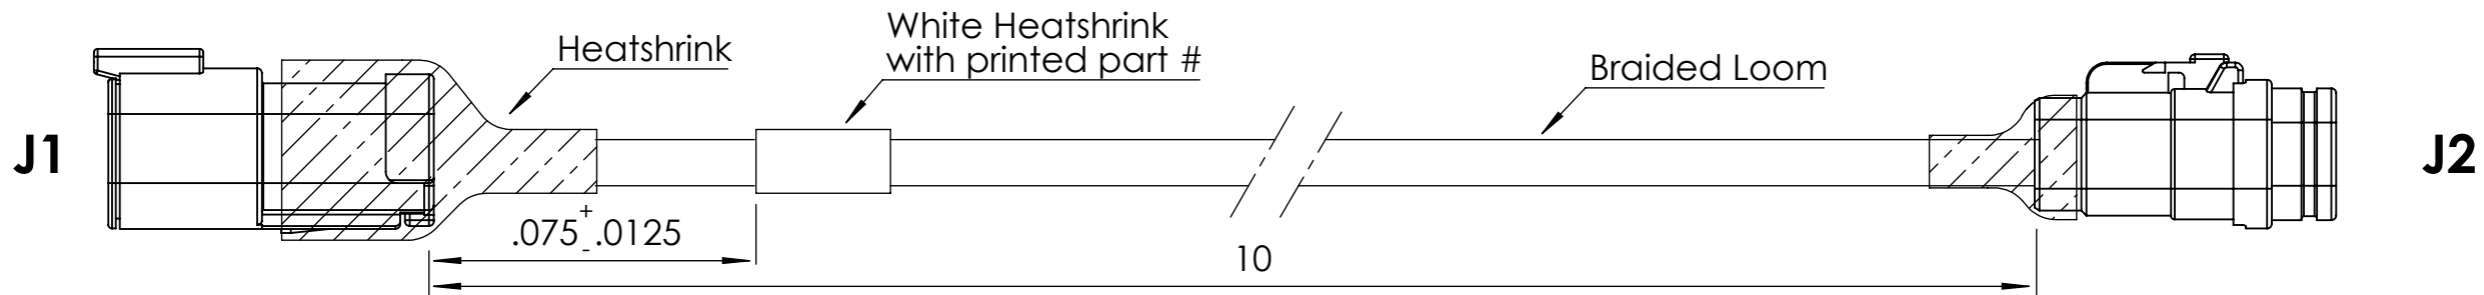 White Heatshrink
with printed part #
Heatshrink
Braided Loom
J1
J2
.075 +- .0125
10